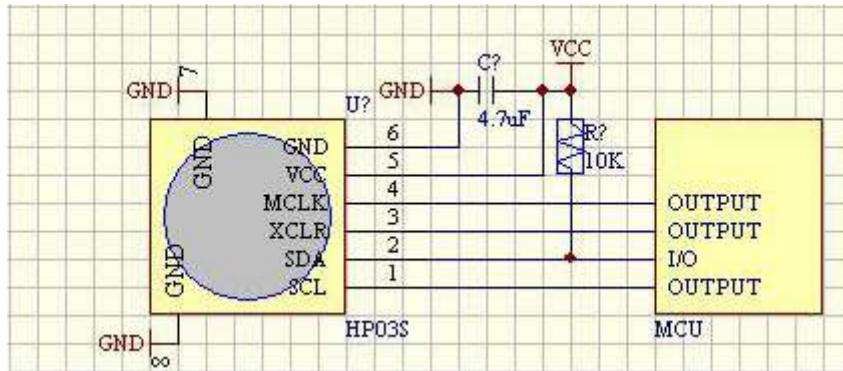 VCC
7
C?
GND
U?
GND
4.7uF
R?
10K
GND
6
GND
5
VCC
4
MCLK
OUTPUT
3
XCLR
OUTPUT
2
SDA
I/O
1
SCL
OUTPUT
GND
GND
8
HP03S
MCU